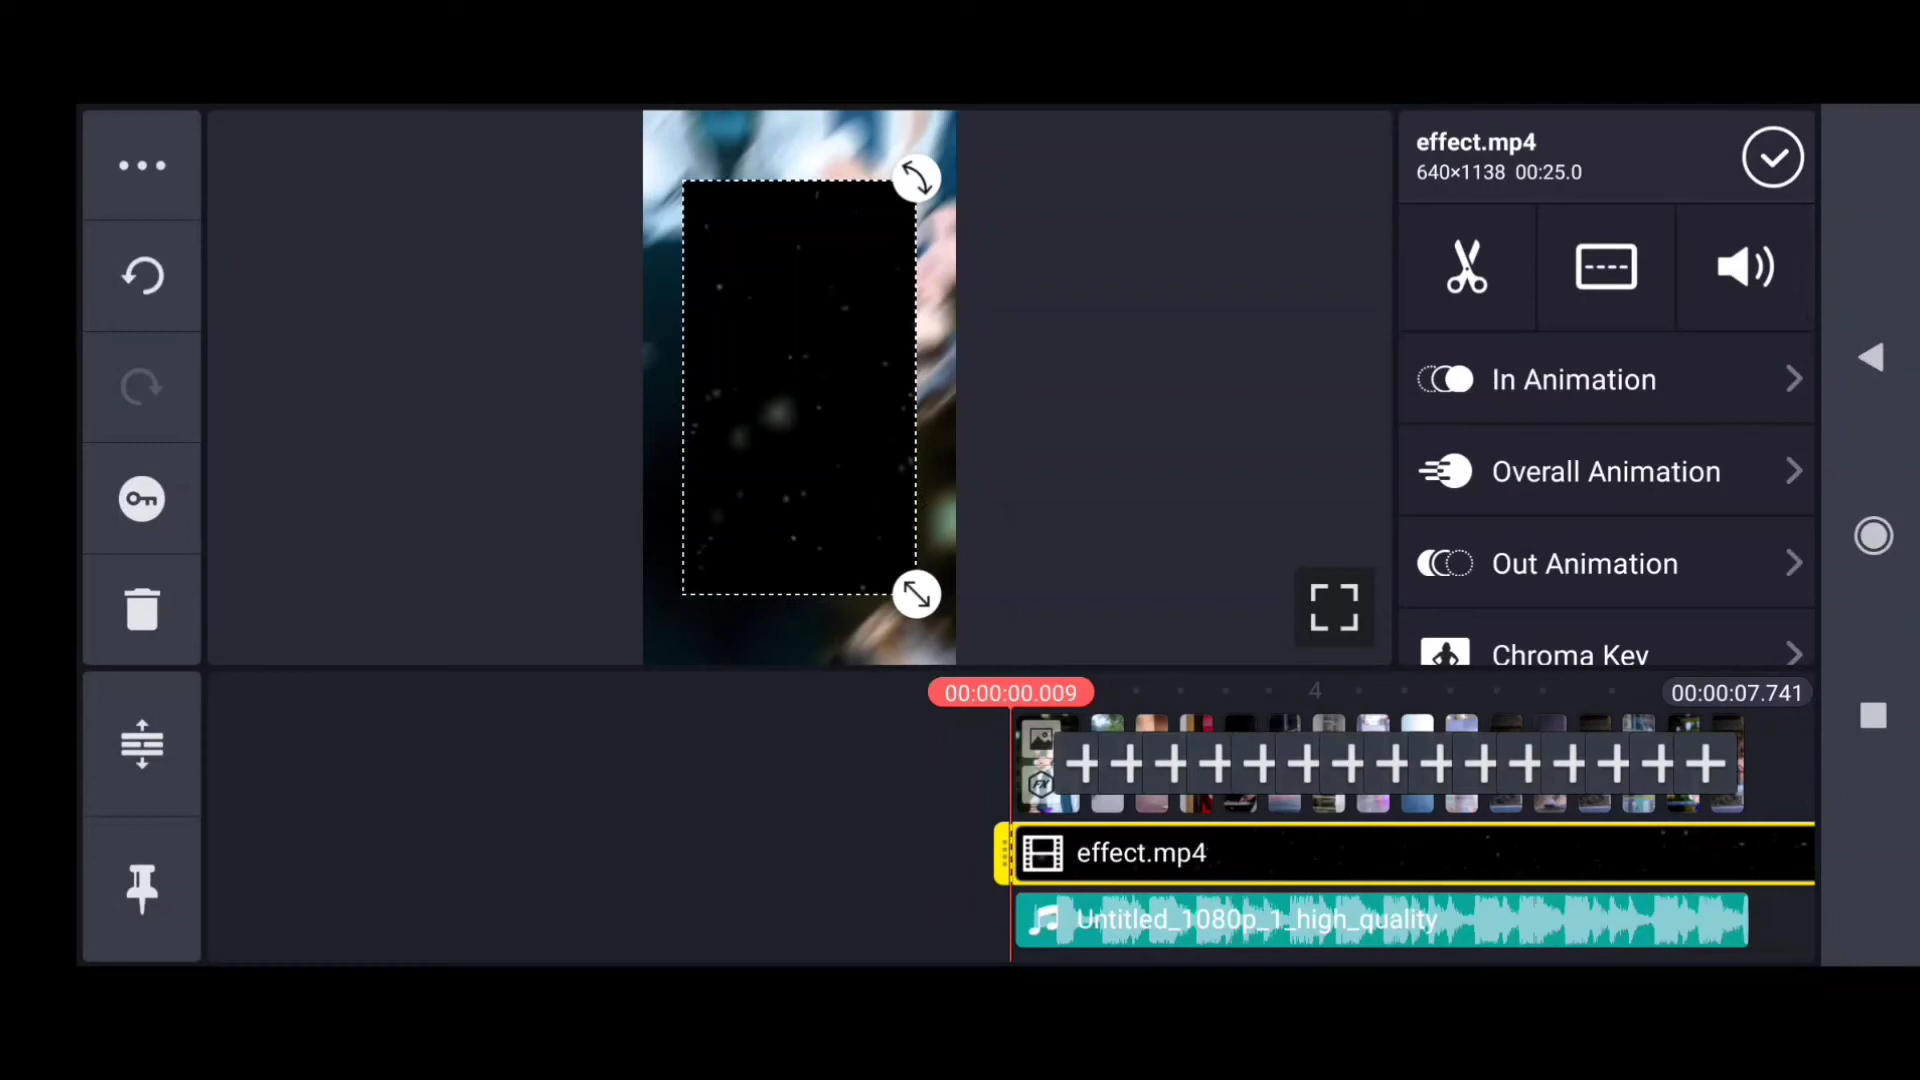 effect.mp4
640×1138 00:25.0
In Animation
Overall Animation
Out Animation
Chroma Key
00:00:00.009
4
00:00:07.741
FX
effect.mp4
Untitled_1080p_1_high_quality